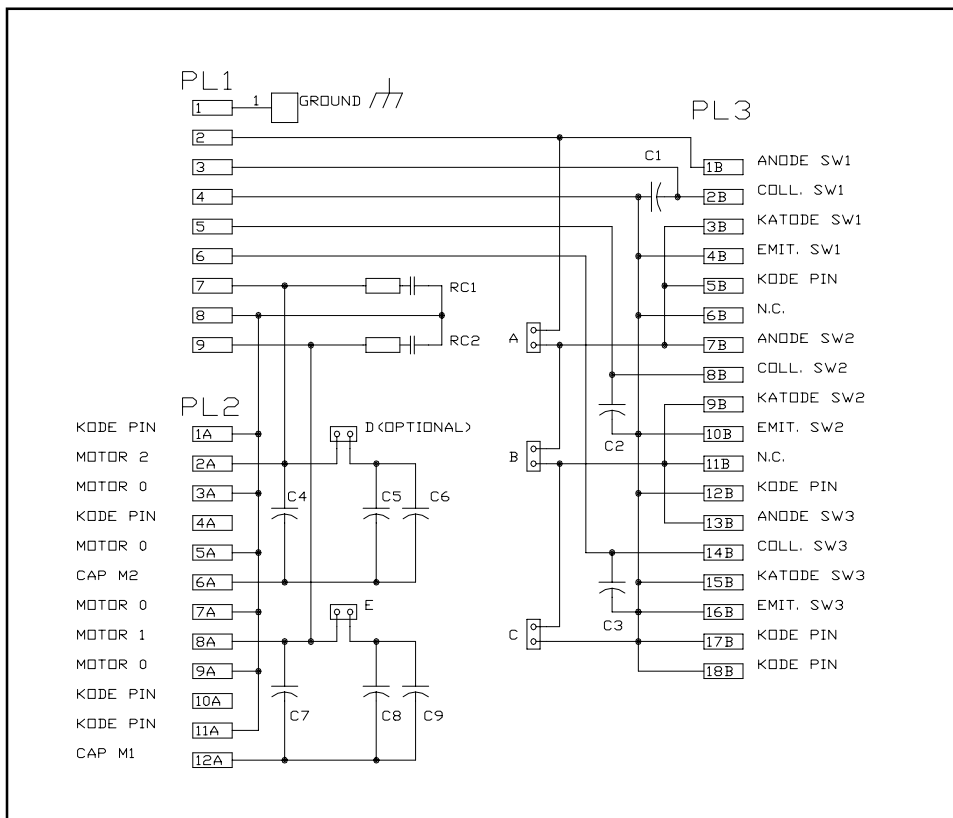 PL1
1
1
GROUND
2
3
4
5
6
7
8
9
RC1
RC2
PL2
KODE PIN 1A
MOTOR 2 2A
MOTOR 0 3A
KODE PIN 4A
MOTOR 0 5A
CAP M2 6A
MOTOR 0 7A
MOTOR 1 8A
MOTOR 0 9A
KODE PIN 10A
KODE PIN 11A
CAP M1 12A
D(OPTIONAL)
C4
C5
C6
E
C7
C8
C9
A
B
C
C1
C2
C3
PL3
1B ANODE SW1
2B COLL. SW1
3B KATODE SW1
4B EMIT. SW1
5B KODE PIN
6B N.C.
7B ANODE SW2
8B COLL. SW2
9B KATODE SW2
10B EMIT. SW2
11B N.C.
12B KODE PIN
13B ANODE SW3
14B COLL. SW3
15B KATODE SW3
16B EMIT. SW3
17B KODE PIN
18B KODE PIN